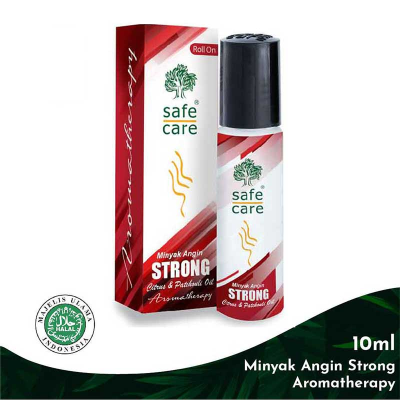 Roll On
safe
care
®
Aromatherapy
Minyak Angin
STRONG
Citrus & Patchouli Oil
Aromatherapy
safe
care
®
Minyak Angin
STRONG
Citrus & Patchouli Oil
Aromatherapy
MAJELIS ULAMA
HALAL
INDONESIA
10ml
Minyak Angin Strong
Aromatherapy